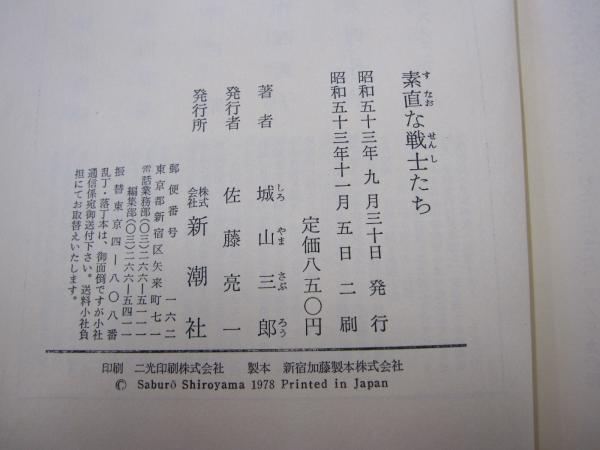 素直な戦士たち
昭和五十三年九月三十日 発行
昭和五十三年十一月五日 二刷
定価八五〇円
著者 城山三郎
発行者 佐藤亮一
発行所 株式会社 新潮社
郵便番号 一六二
東京都新宿区矢来町七一
電話業務部(〇三)二六六―五一一一
編集部(〇三)二六六―五四一一
振替東京四―八〇八番
乱丁・落丁本は、御面倒ですが小社
通信係宛御送付下さい。送料小社負
担にてお取替えいたします。
印刷 二光印刷株式会社 製本 新宿加藤製本株式会社
© Saburō Shiroyama 1978 Printed in Japan